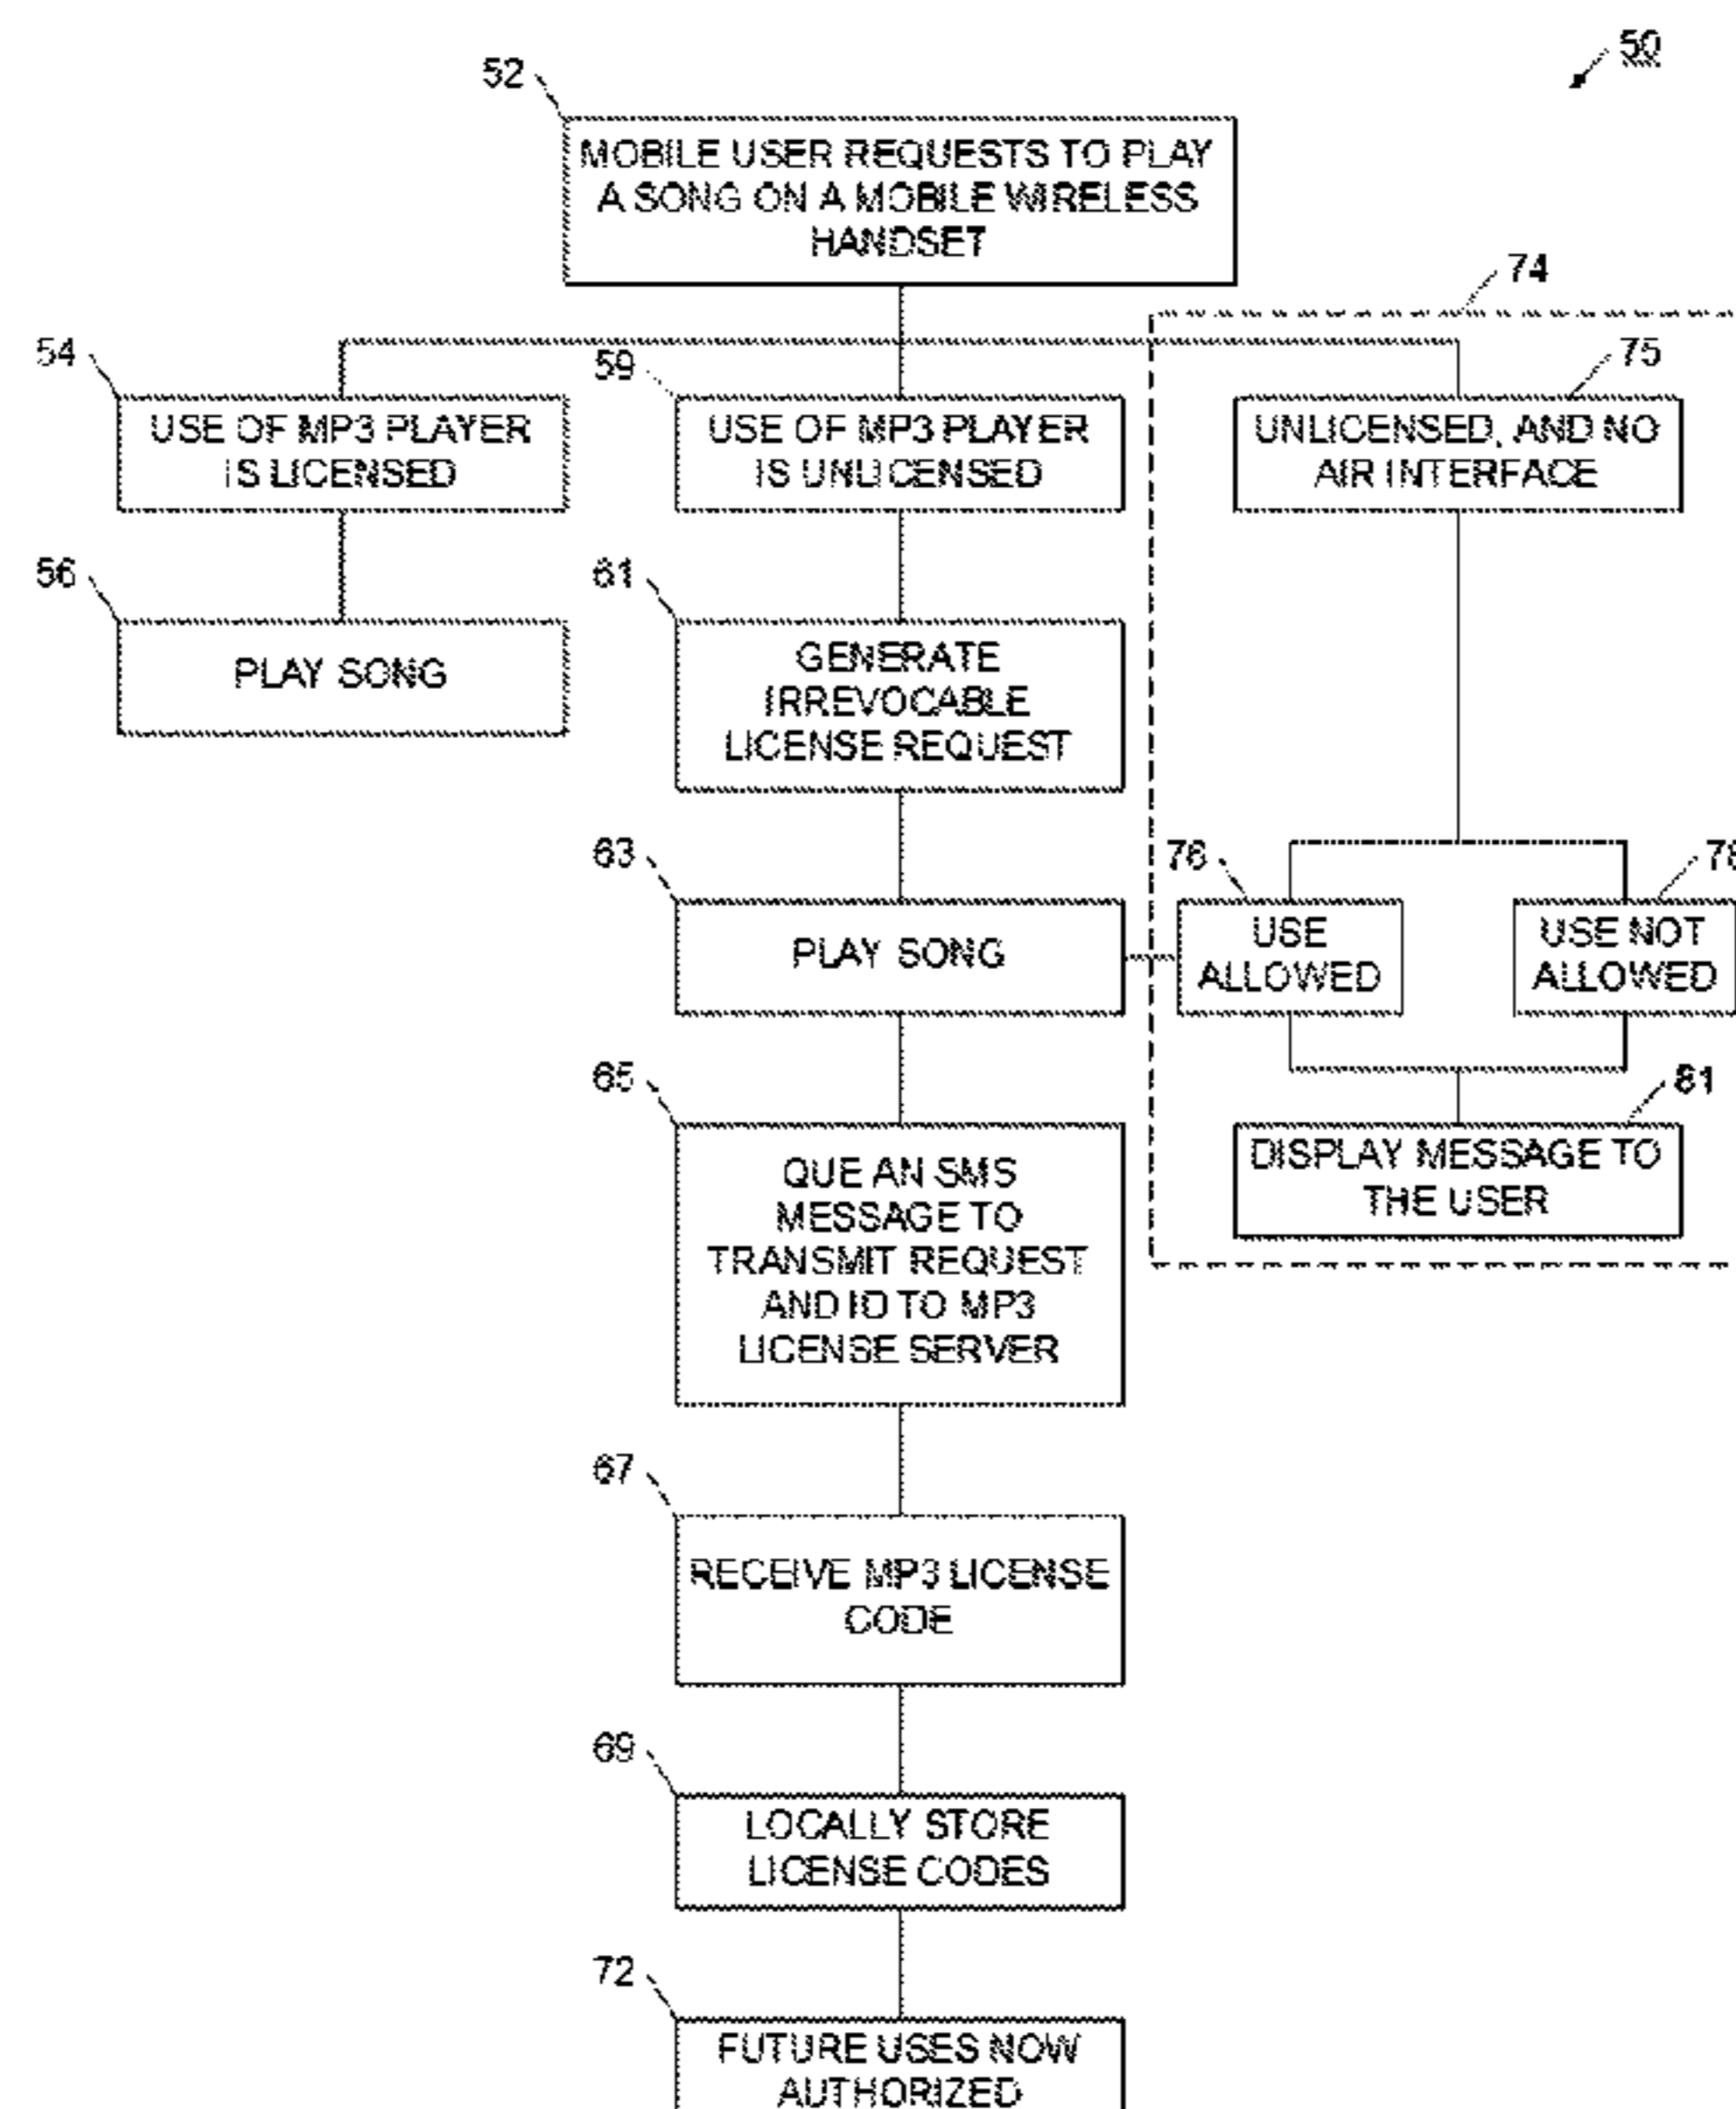 50
52
MOBILE USER REQUESTS TO PLAY
A SONG ON A MOBILE WIRELESS
HANDSET
74
54
USE OF MP3 PLAYER
IS LICENSED
59
USE OF MP3 PLAYER
IS UNLICENSED
75
UNLICENSED, AND NO
AIR INTERFACE
56
PLAY SONG
61
GENERATE
IRREVOCABLE
LICENSE REQUEST
63
PLAY SONG
76
USE
ALLOWED
78
USE NOT
ALLOWED
65
QUE AN SMS
MESSAGE TO
TRANSMIT REQUEST
AND ID TO MP3
LICENSE SERVER
81
DISPLAY MESSAGE TO
THE USER
67
RECEIVE MP3 LICENSE
CODE
69
LOCALLY STORE
LICENSE CODES
72
FUTURE USES NOW
AUTHORIZED